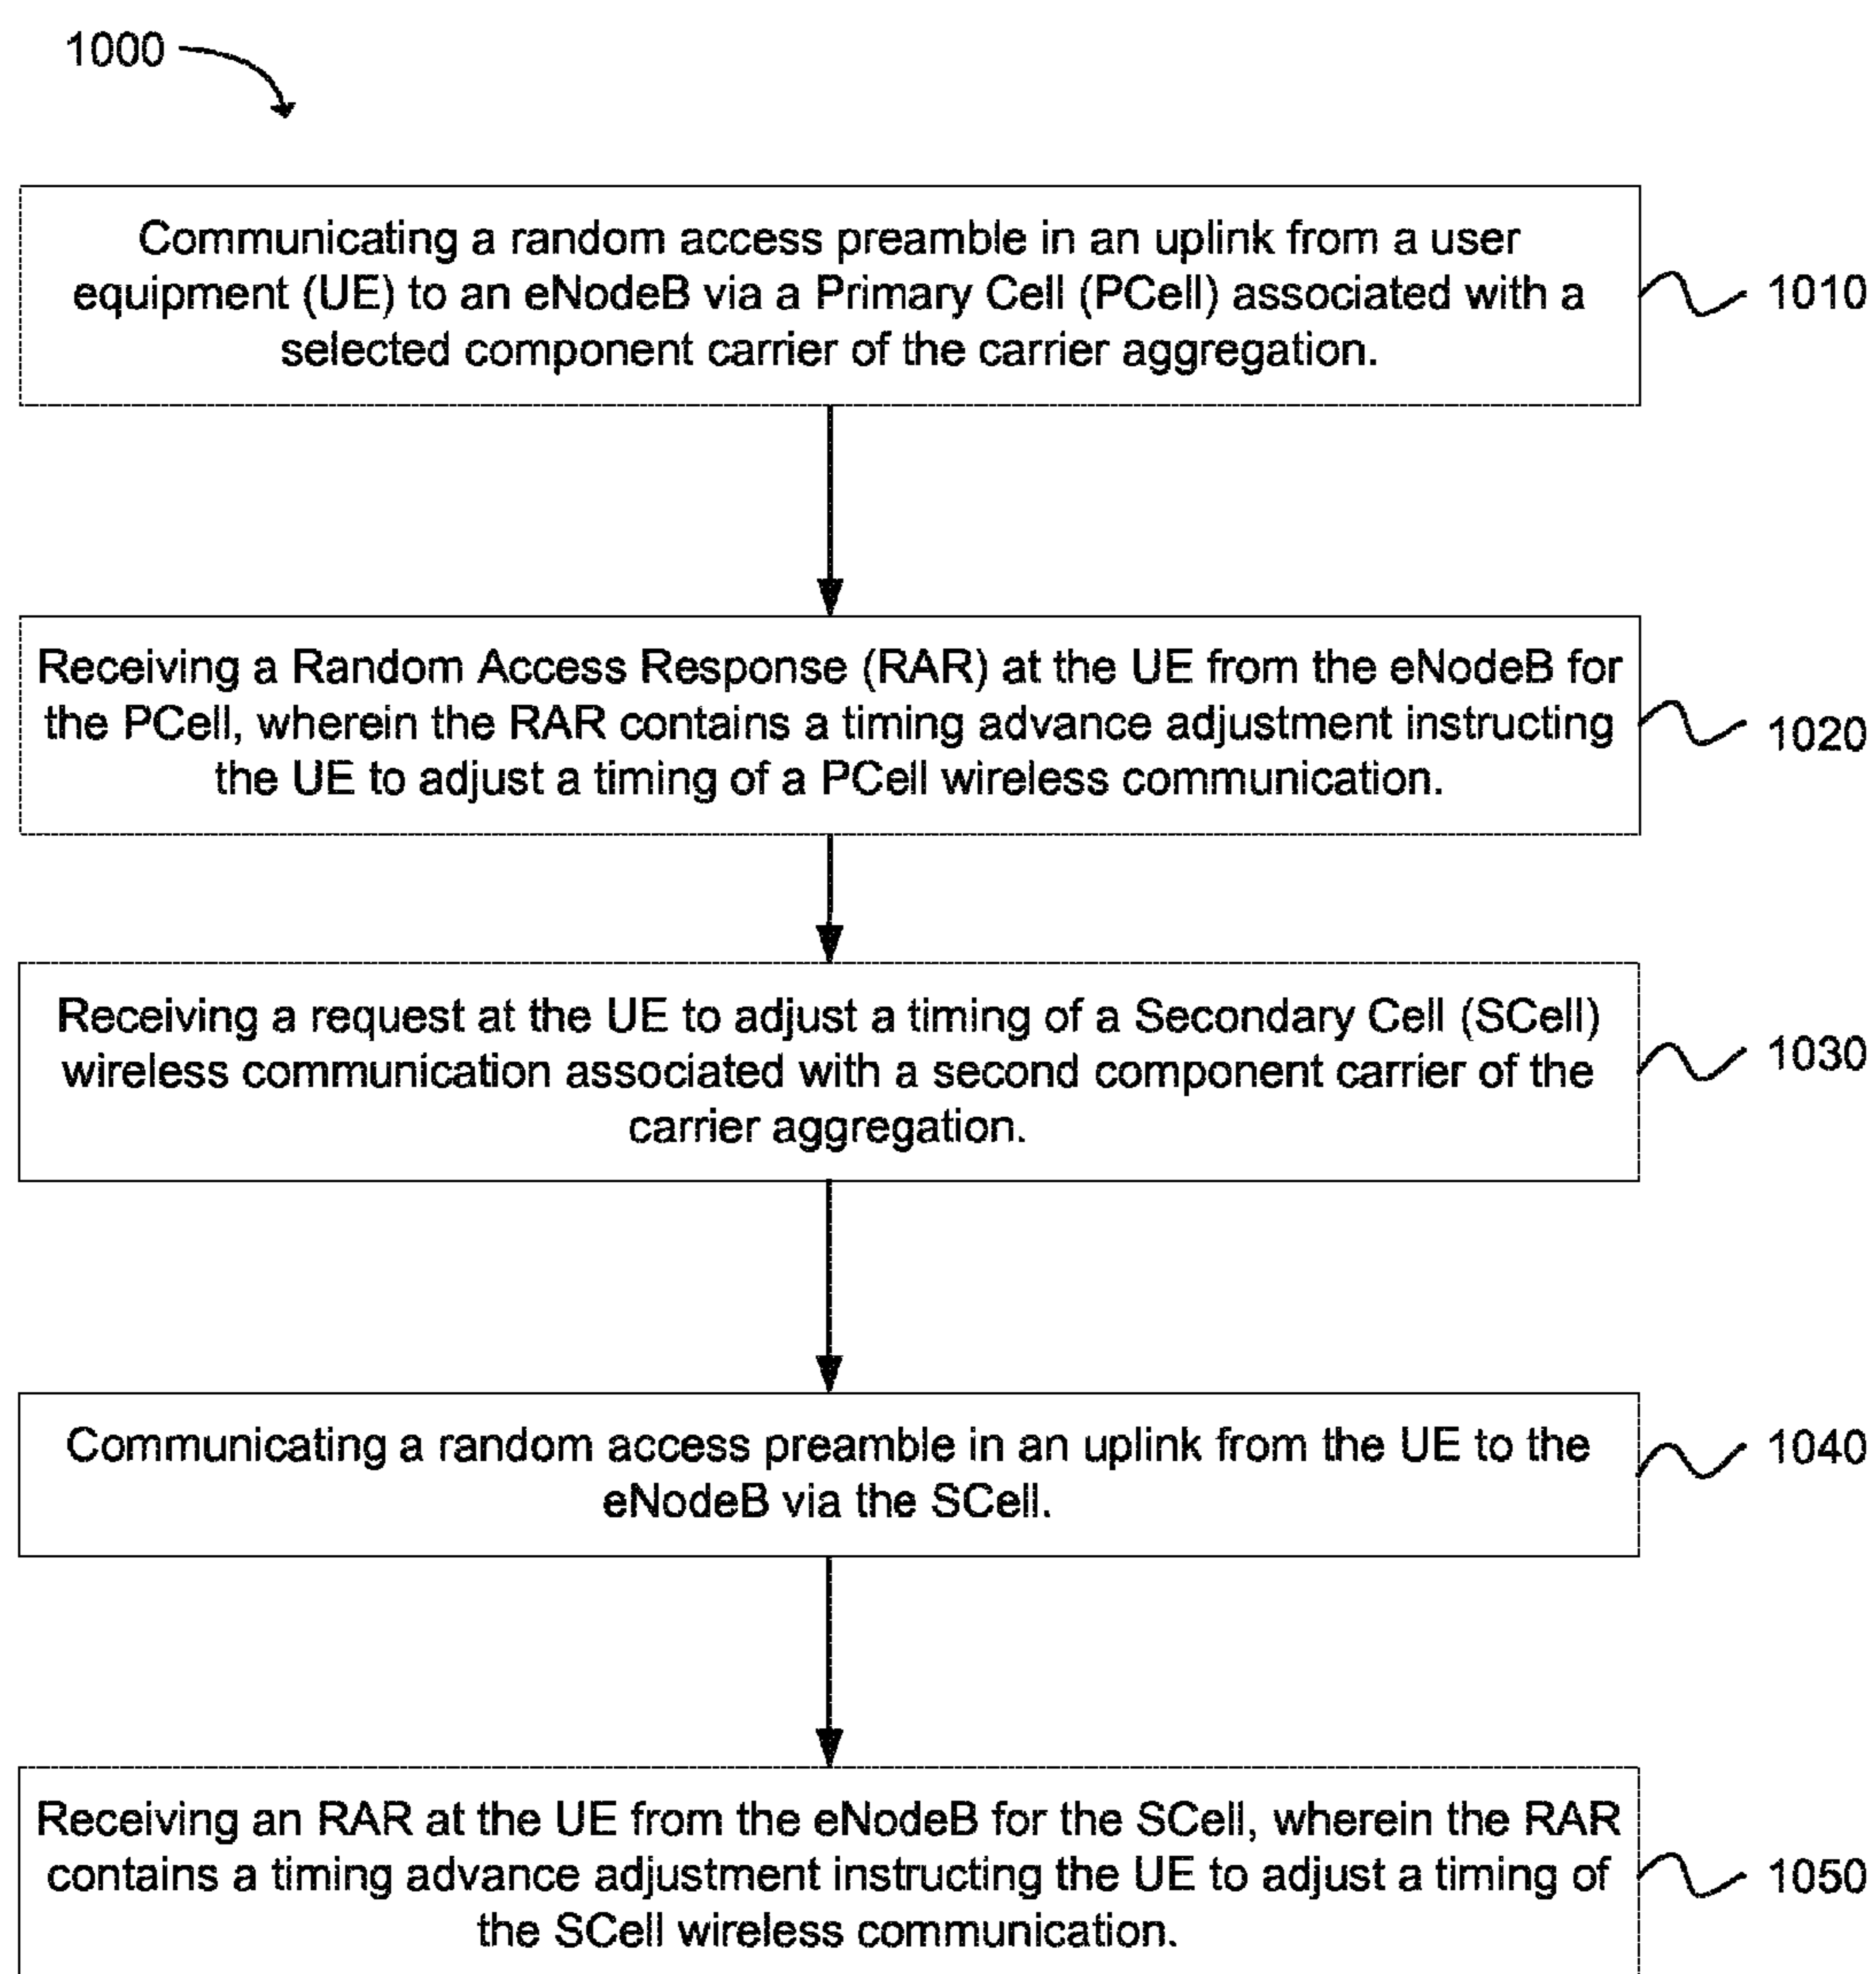 1000
Communicating a random access preamble in an uplink from a user
equipment (UE) to an eNodeB via a Primary Cell (PCell) associated with a
selected component carrier of the carrier aggregation.
1010
Receiving a Random Access Response (RAR) at the UE from the eNodeB for
the PCell, wherein the RAR contains a timing advance adjustment instructing
the UE to adjust a timing of a PCell wireless communication.
1020
Receiving a request at the UE to adjust a timing of a Secondary Cell (SCell)
wireless communication associated with a second component carrier of the
carrier aggregation.
1030
Communicating a random access preamble in an uplink from the UE to the
eNodeB via the SCell.
1040
Receiving an RAR at the UE from the eNodeB for the SCell, wherein the RAR
contains a timing advance adjustment instructing the UE to adjust a timing of
the SCell wireless communication.
1050